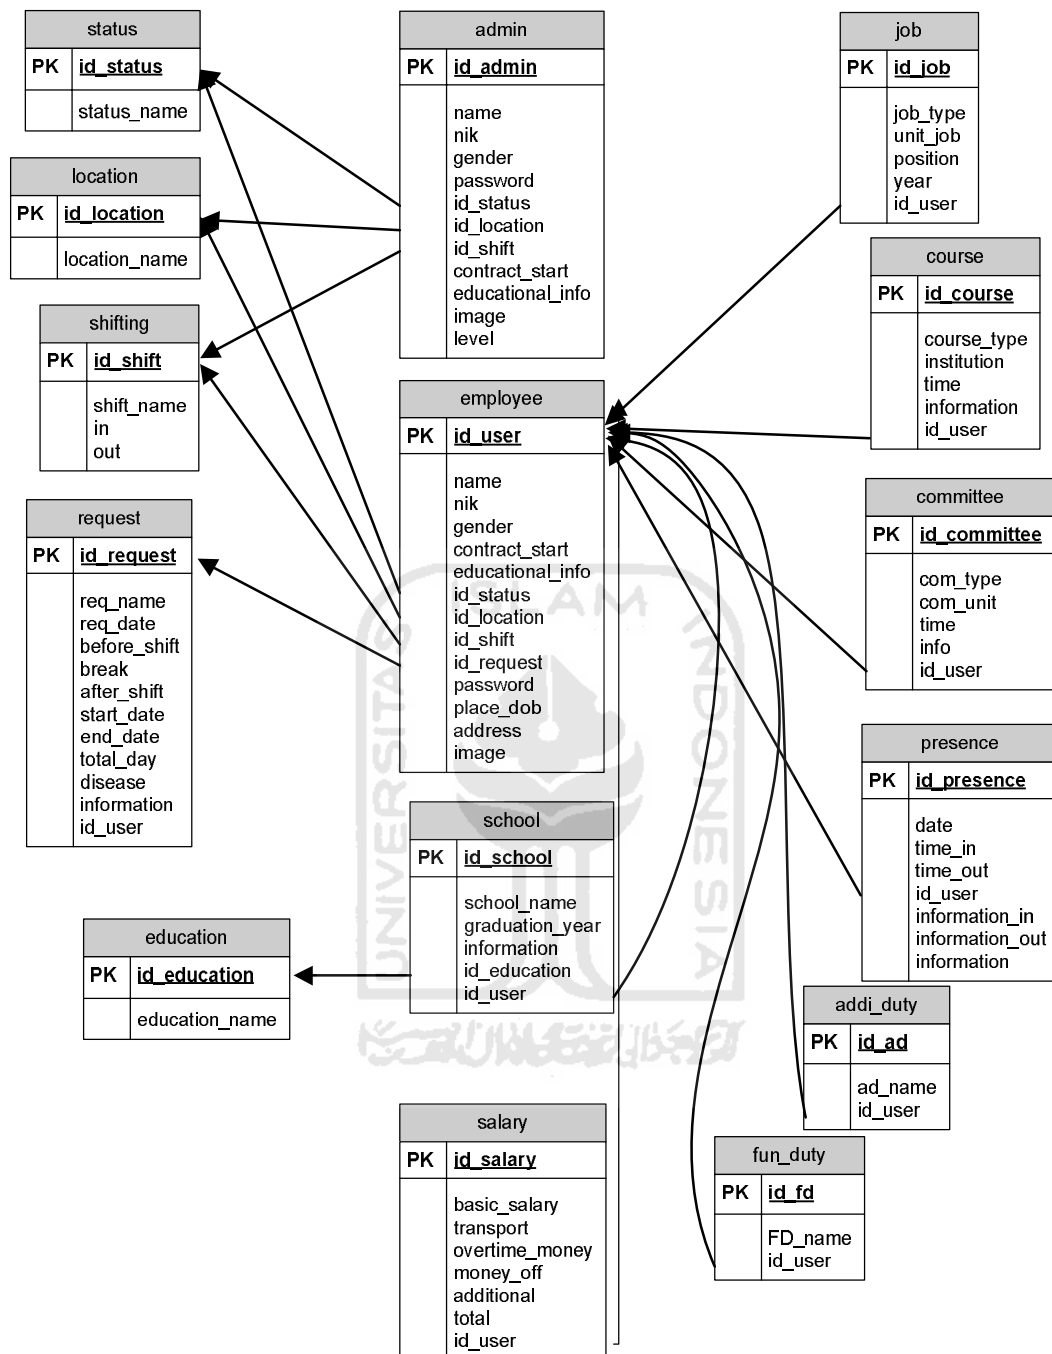 status
PK id_status
status_name
location
PK id_location
location_name
shifting
PK id_shift
shift_name
in
out
request
PK id_request
req_name
req_date
before_shift
break
after_shift
start_date
end_date
total_day
disease
information
id_user
education
PK id_education
education_name
admin
PK id_admin
name
nik
gender
password
id_status
id_location
id_shift
contract_start
educational_info
image
level
employee
PK id_user
name
nik
gender
contract_start
educational_info
id_status
id_location
id_shift
id_request
password
place_dob
address
image
school
PK id_school
school_name
graduation_year
information
id_education
id_user
salary
PK id_salary
basic_salary
transport
overtime_money
money_off
additional
total
id_user
job
PK id_job
job_type
unit_job
position
year
id_user
course
PK id_course
course_type
institution
time
information
id_user
committee
PK id_committee
com_type
com_unit
time
info
id_user
presence
PK id_presence
date
time_in
time_out
id_user
information_in
information_out
information
addi_duty
PK id_ad
ad_name
id_user
fun_duty
PK id_fd
FD_name
id_user
UNIVERSITAS
ISLAM
INDONESIA